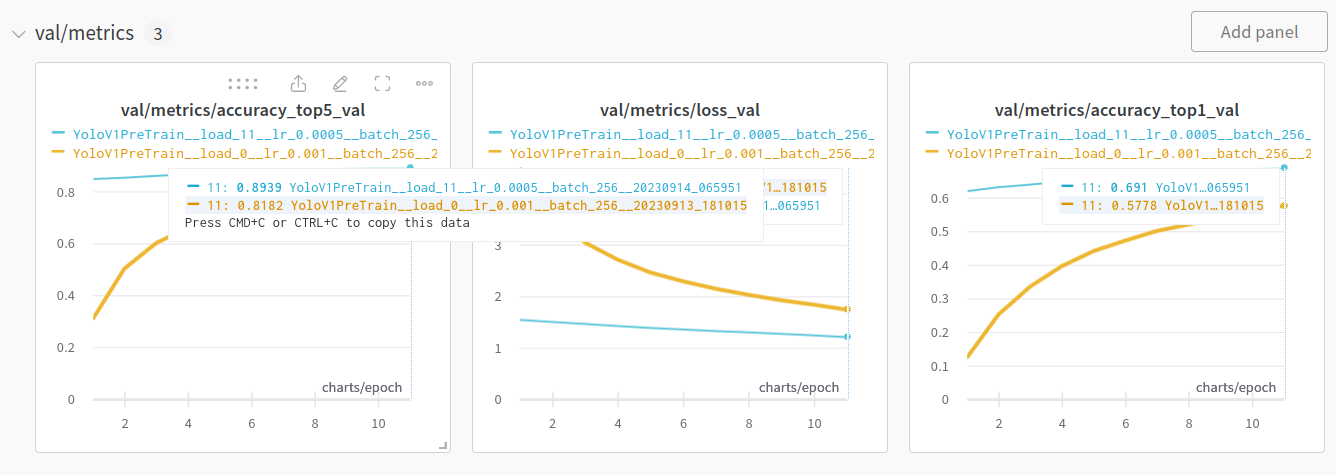 val/metrics 3
Add panel
val/metrics/accuracy_top5_val
YoloV1PreTrain__load_11__lr_0.0005__batch_256_
YoloV1PreTrain__load_0__lr_0.001__batch_256__2
11: 0.8939 YoloV1PreTrain__load_11__lr_0.0005__batch_256__20230914_065951
11: 0.8182 YoloV1PreTrain__load_0__lr_0.001__batch_256__20230913_181015
Press CMD+C or CTRL+C to copy this data
0.8
0.6
0.4
0.2
0
charts/epoch
2 4 6 8 10
val/metrics/loss_val
YoloV1PreTrain__load_11__lr_0.0005__batch_256_
YoloV1PreTrain__load_0__lr_0.001__batch_256__2
1…181015
1…065951
3
2
1
0
charts/epoch
2 4 6 8 10
val/metrics/accuracy_top1_val
YoloV1PreTrain__load_11__lr_0.0005__batch_256_
YoloV1PreTrain__load_0__lr_0.001__batch_256__2
11: 0.691 YoloV1…065951
11: 0.5778 YoloV1…181015
0.6
0.5
0.4
0.3
0.2
0.1
0
charts/epoch
2 4 6 8 10